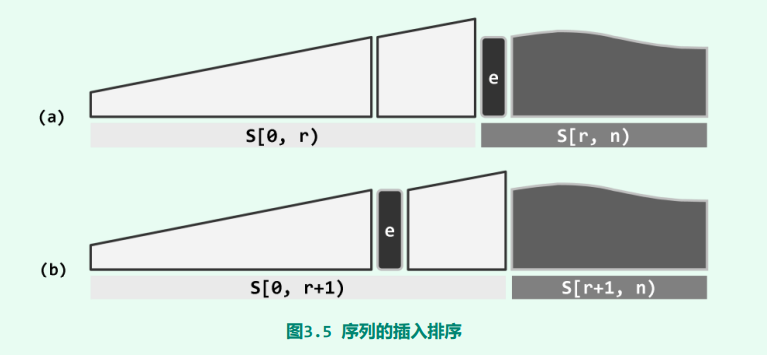 (a)
e
S[0, r)
S[r, n)
(b)
e
S[0, r+1)
S[r+1, n)
图3.5 序列的插入排序